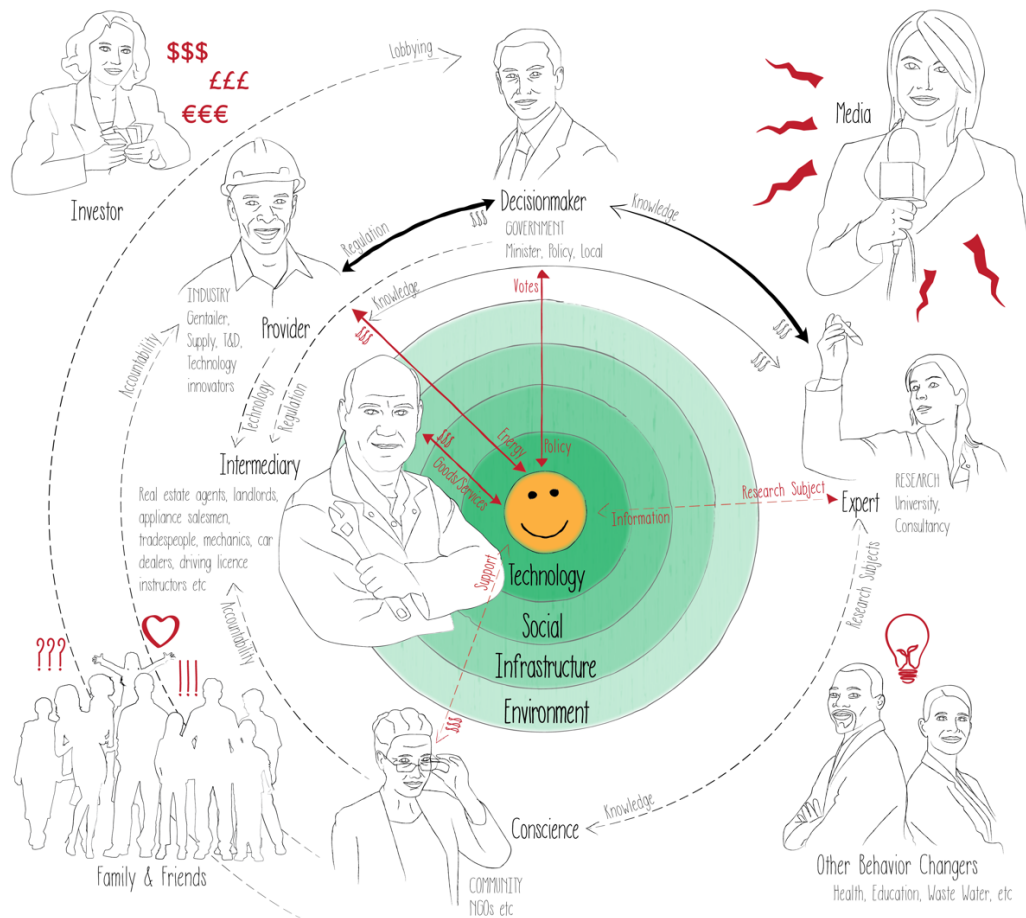 $$$
£££
€€€
Investor
Lobbying
Decisionmaker
GOVERNMENT
Minister, Policy, Local
Media
Regulation
$$$
Knowledge
$$$
Knowledge
$$$
Votes
Policy
INDUSTRY
Gentailer,
Supply, T&D,
Technology
innovators
Provider
Accountability
Technology
Regulation
$$$
Energy
$$$
Goods/Services
Intermediary
Real estate agents, landlords,
appliance salesmen,
tradespeople, mechanics, car
dealers, driving licence
instructors etc
Research Subject
Information
Expert
RESEARCH
University,
Consultancy
Research Subjects
Support
$$$
Technology
Social
Infrastructure
Environment
Accountability
???
!!!
Family & Friends
Conscience
COMMUNITY
NGOs etc
Knowledge
Other Behavior Changers
Health, Education, Waste Water, etc